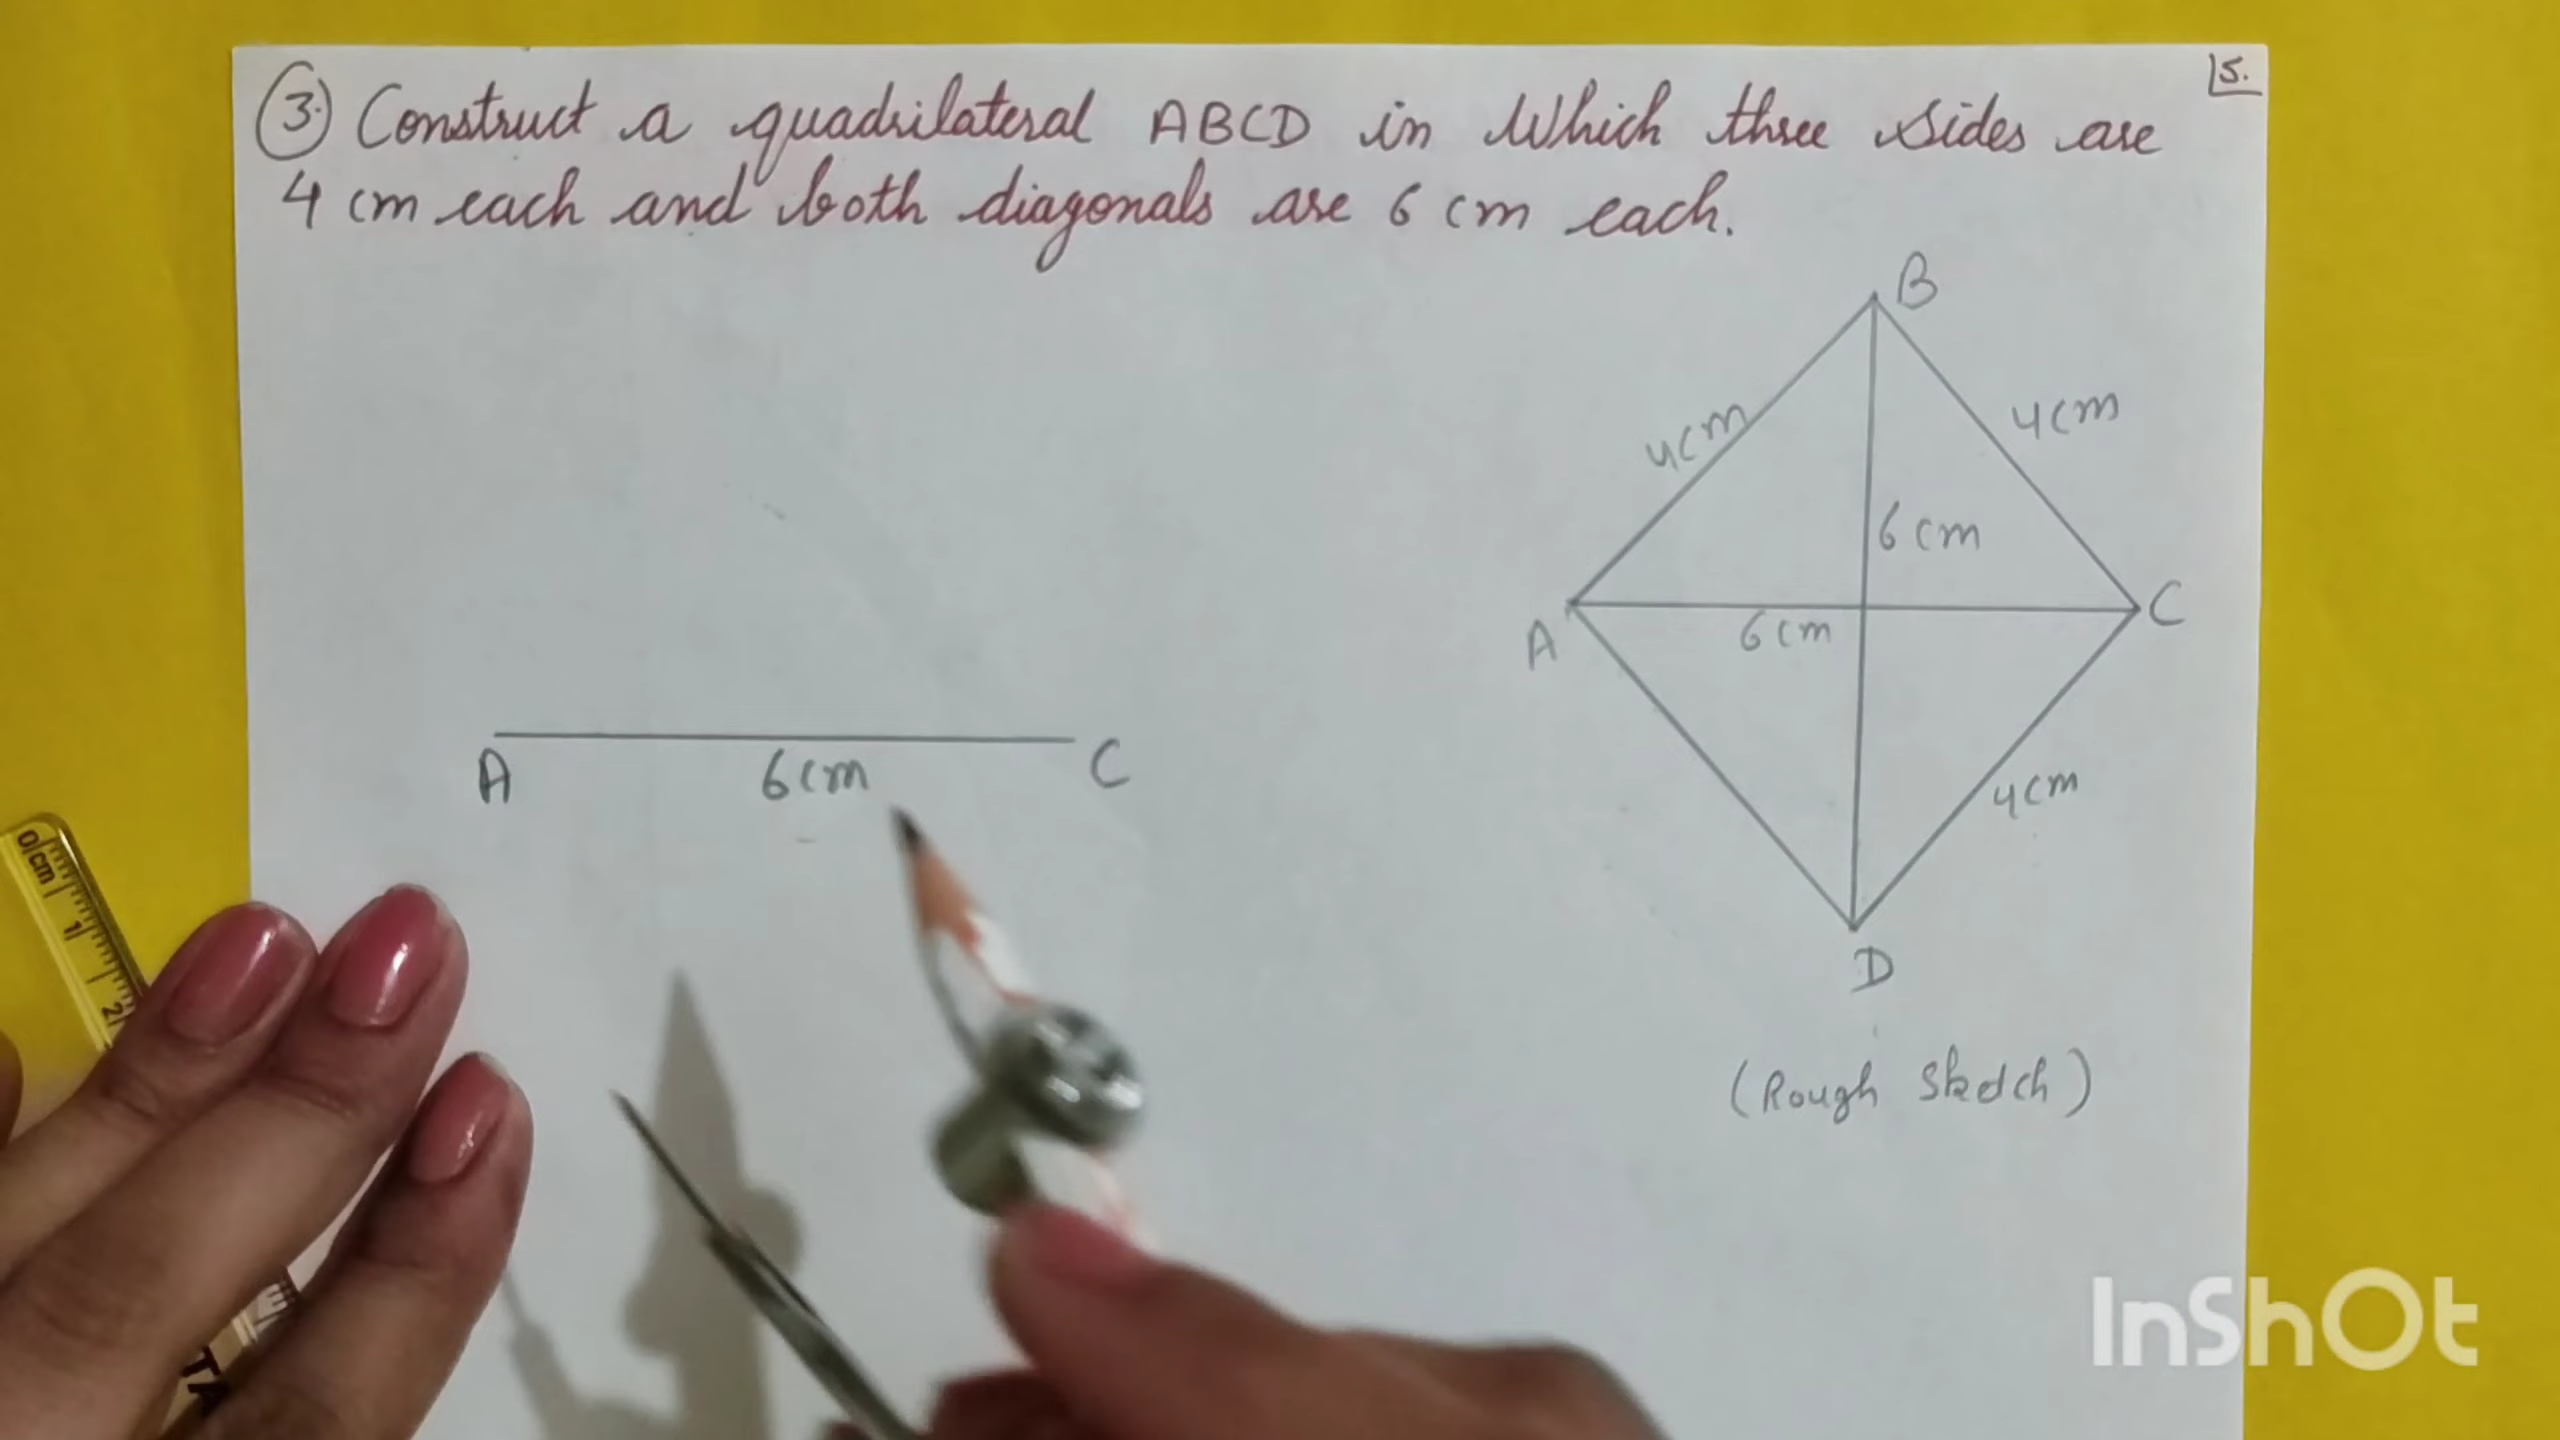 5.
③ Construct a quadrilateral ABCD in Which three sides are
4 cm each and both diagonals are 6 cm each.
B
4cm
4cm
6 cm
A
6cm
C
4cm
D
(Rough Sketch)
A
6cm
C
0 cm
1
2
InShOt